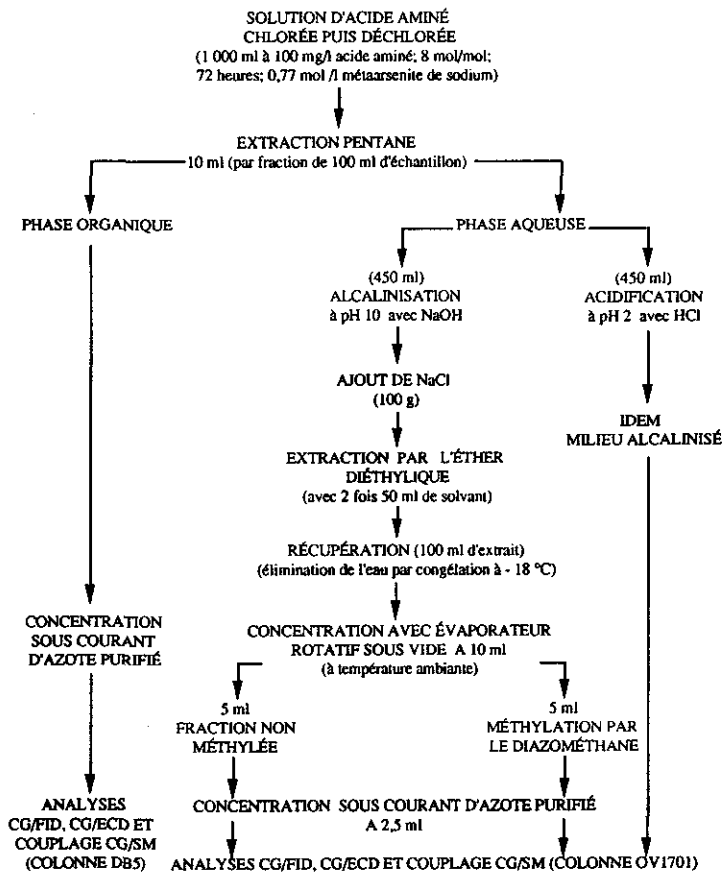 SOLUTION D'ACIDE AMINÉ
CHLORÉE PUIS DÉCHLORÉE
(1 000 ml à 100 mg/l acide aminé; 8 mol/mol;
72 heures; 0,77 mol /l métaarsenite de sodium)
EXTRACTION PENTANE
10 ml (par fraction de 100 ml d'échantillon)
PHASE ORGANIQUE
PHASE AQUEUSE
(450 ml)
ALCALINISATION
à pH 10 avec NaOH
(450 ml)
ACIDIFICATION
à pH 2 avec HCl
AJOUT DE NaCl
(100 g)
IDEM
MILIEU ALCALINISÉ
EXTRACTION PAR L'ÉTHER
DIÉTHYLIQUE
(avec 2 fois 50 ml de solvant)
RÉCUPÉRATION (100 ml d'extrait)
(élimination de l'eau par congélation à - 18 °C)
CONCENTRATION
SOUS COURANT
D'AZOTE PURIFIÉ
CONCENTRATION AVEC ÉVAPORATEUR
ROTATIF SOUS VIDE A 10 ml
(à température ambiante)
5 ml
FRACTION NON
MÉTHYLÉE
5 ml
MÉTHYLATION PAR
LE DIAZOMÉTHANE
ANALYSES
CG/FID, CG/ECD ET
COUPLAGE CG/SM
(COLONNE DB5)
CONCENTRATION SOUS COURANT D'AZOTE PURIFIÉ
A 2,5 ml
ANALYSES CG/FID, CG/ECD ET COUPLAGE CG/SM (COLONNE OV1701)